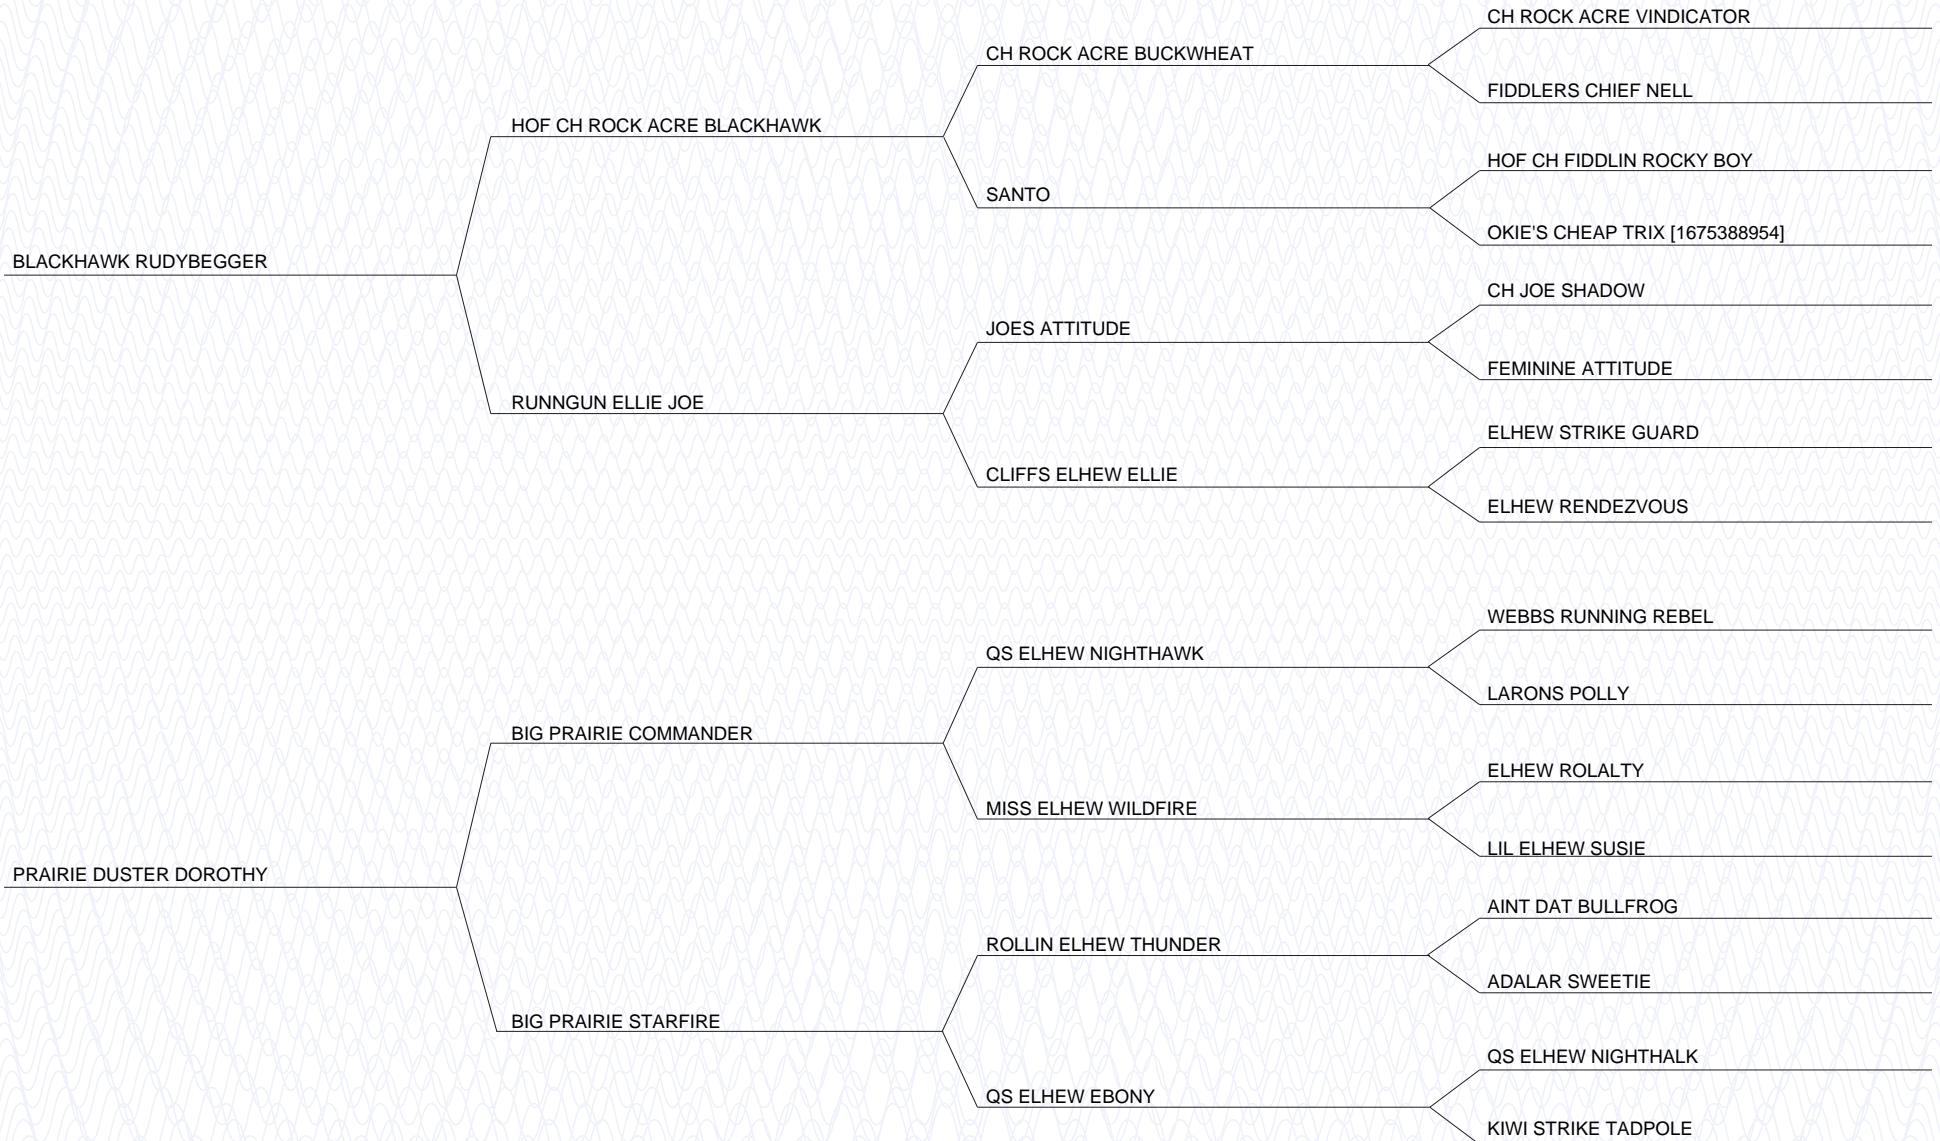 CH ROCK ACRE VINDICATOR
CH ROCK ACRE BUCKWHEAT
FIDDLERS CHIEF NELL
HOF CH ROCK ACRE BLACKHAWK
HOF CH FIDDLIN ROCKY BOY
SANTO
OKIE'S CHEAP TRIX [1675388954]
BLACKHAWK RUDYBEGGER
CH JOE SHADOW
JOES ATTITUDE
FEMININE ATTITUDE
RUNNGUN ELLIE JOE
ELHEW STRIKE GUARD
CLIFFS ELHEW ELLIE
ELHEW RENDEZVOUS
WEBBS RUNNING REBEL
QS ELHEW NIGHTHAWK
LARONS POLLY
BIG PRAIRIE COMMANDER
ELHEW ROLALTY
MISS ELHEW WILDFIRE
LIL ELHEW SUSIE
PRAIRIE DUSTER DOROTHY
AINT DAT BULLFROG
ROLLIN ELHEW THUNDER
ADALAR SWEETIE
BIG PRAIRIE STARFIRE
QS ELHEW NIGHTHALK
QS ELHEW EBONY
KIWI STRIKE TADPOLE